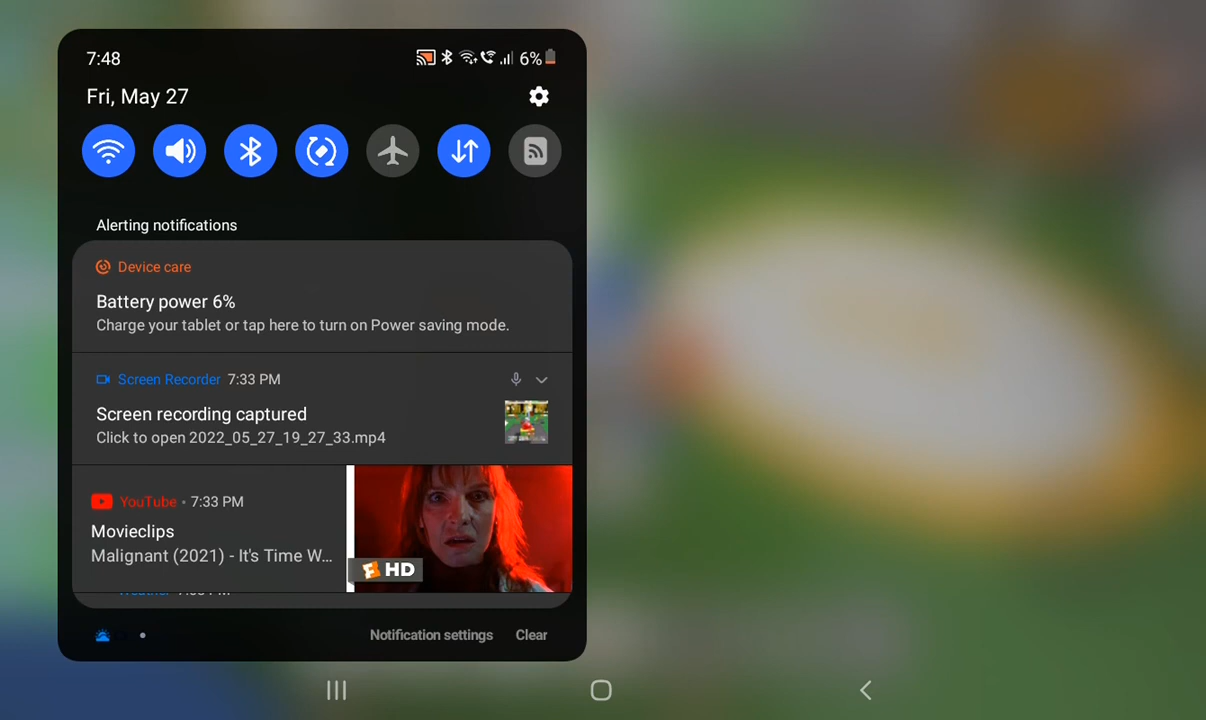 7:48
6%
Fri, May 27
Alerting notifications
Device care
Battery power 6%
Charge your tablet or tap here to turn on Power saving mode.
Screen Recorder 7:33 PM
Screen recording captured
Click to open 2022_05_27_19_27_33.mp4
YouTube • 7:33 PM
Movieclips
Malignant (2021) - It's Time W...
HD
Notification settings
Clear